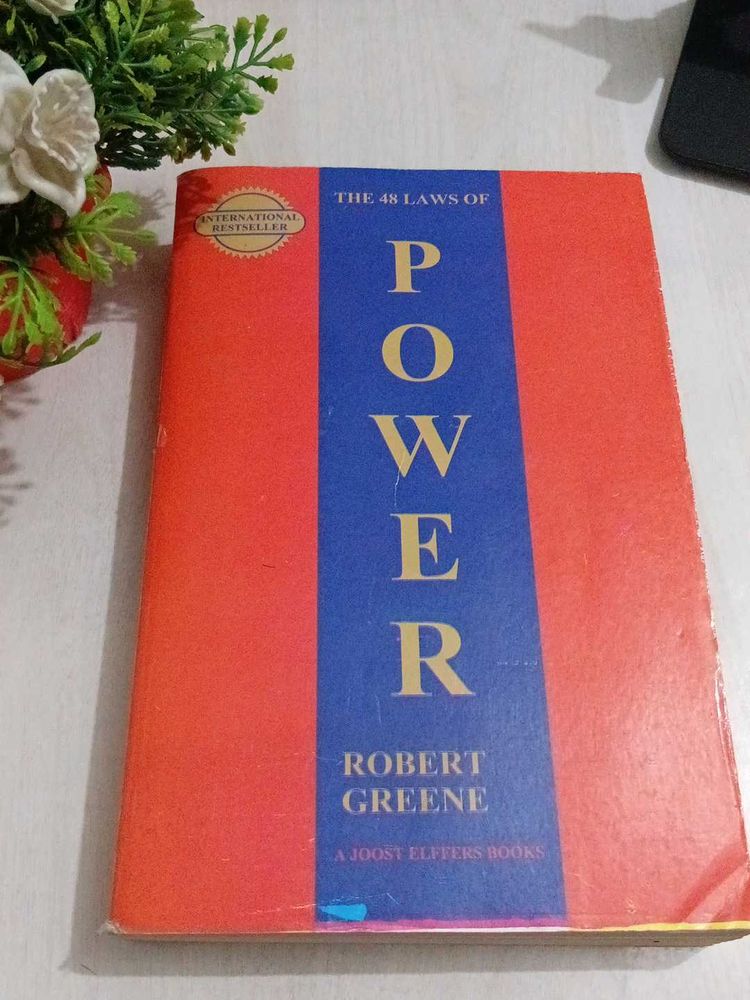 THE 48 LAWS OF
INTERNATIONAL
BESTSELLER
P
O
W
E
R
ROBERT
GREENE
A JOOST ELFFERS BOOKS